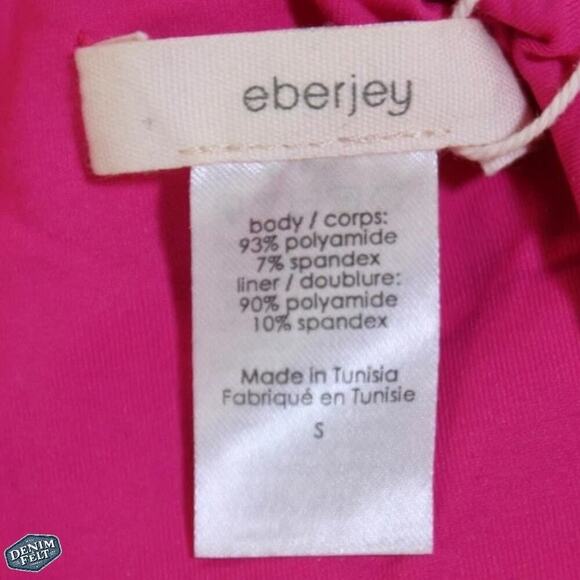 eberjey
body / corps:
93% polyamide
7% spandex
liner / doublure:
90% polyamide
10% spandex
Made in Tunisia
Fabriqué en Tunisie
S
DENIM
FELT